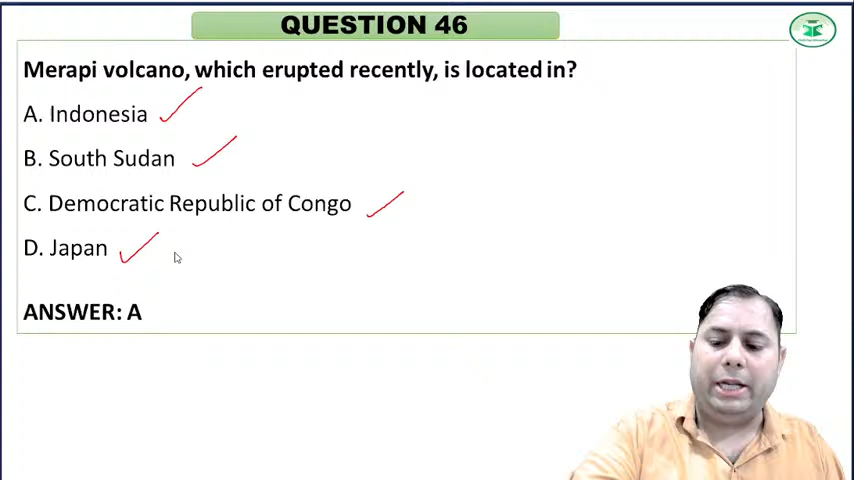 QUESTION 46
Merapi volcano, which erupted recently, is located in?
A. Indonesia
B. South Sudan
C. Democratic Republic of Congo
D. Japan
ANSWER: A